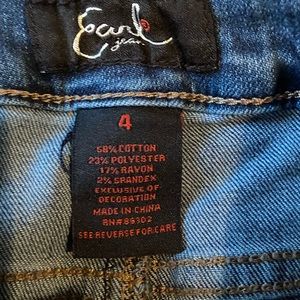 Earl
jean
4
58% COTTON
23% POLYESTER
17% RAYON
2% SPANDEX
EXCLUSIVE OF
DECORATION
MADE IN CHINA
RN#89302
SEE REVERSE FOR CARE